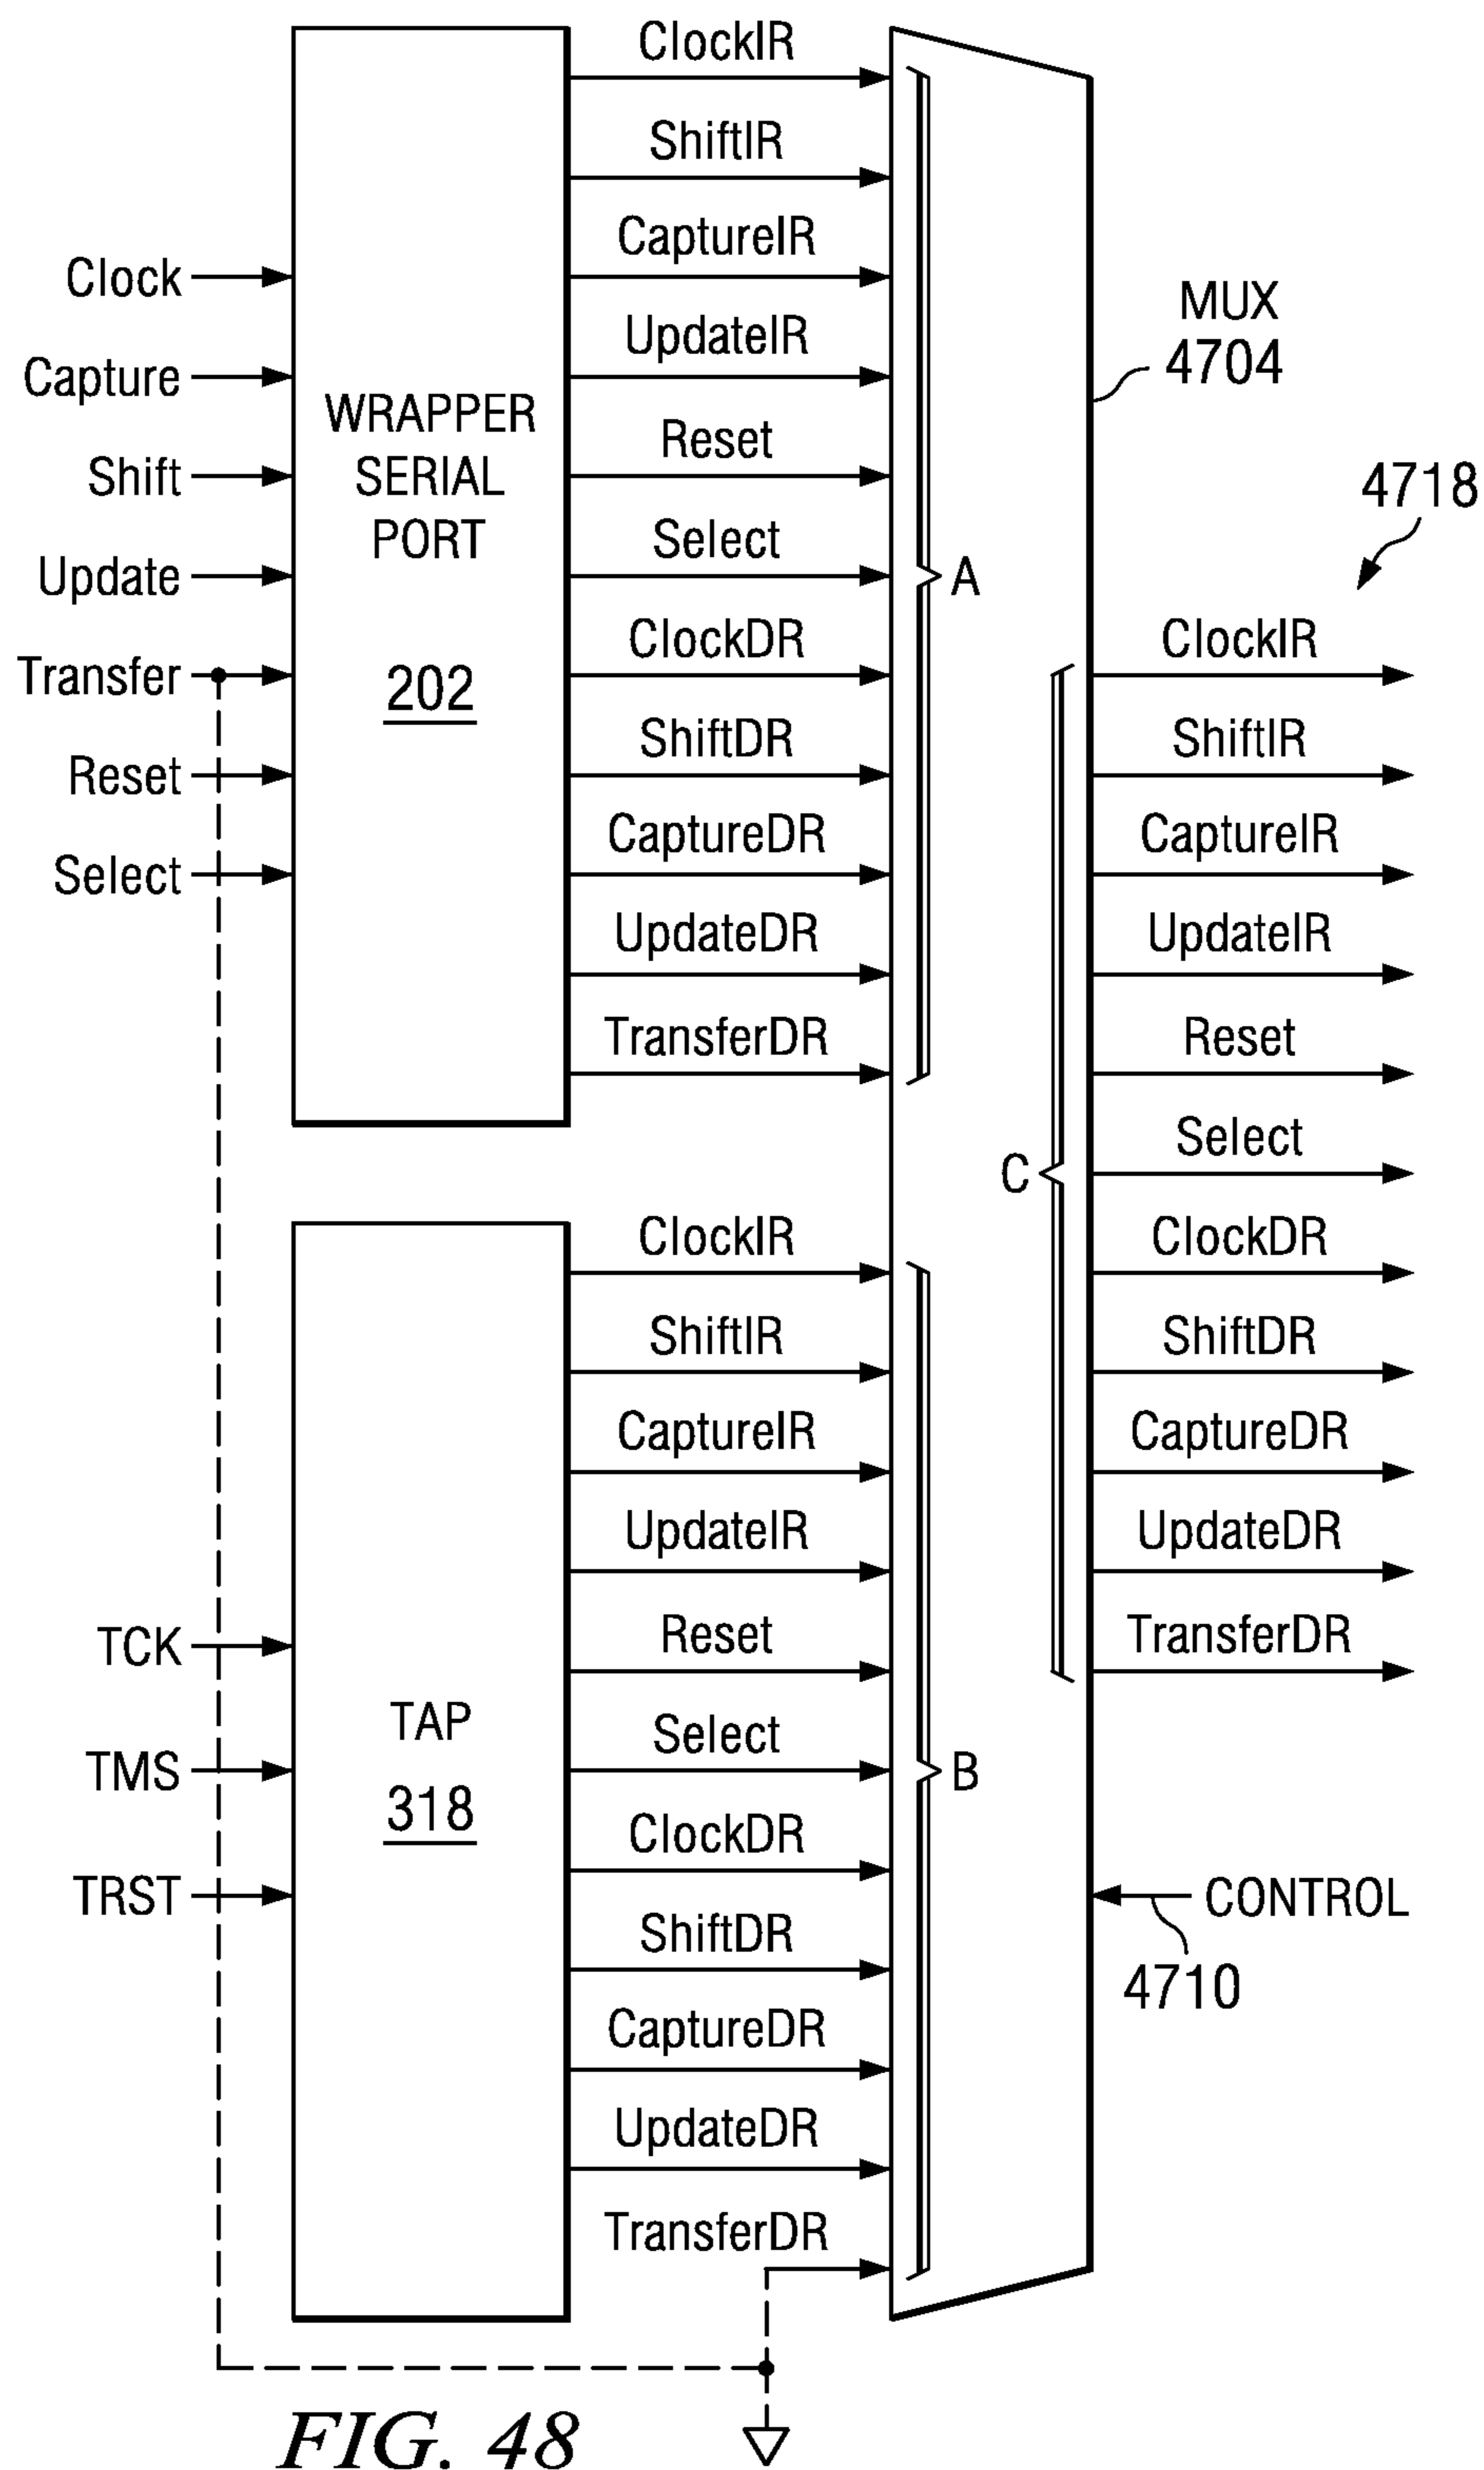 Clock
Capture
Shift
Update
Transfer
Reset
Select
WRAPPER
SERIAL
PORT
202
ClockIR
ShiftIR
CaptureIR
UpdateIR
Reset
Select
ClockDR
ShiftDR
CaptureDR
UpdateDR
TransferDR
A
TCK
TMS
TRST
TAP
318
ClockIR
ShiftIR
CaptureIR
UpdateIR
Reset
Select
ClockDR
ShiftDR
CaptureDR
UpdateDR
TransferDR
B
MUX
4704
4718
C
ClockIR
ShiftIR
CaptureIR
UpdateIR
Reset
Select
ClockDR
ShiftDR
CaptureDR
UpdateDR
TransferDR
CONTROL
4710
FIG. 48